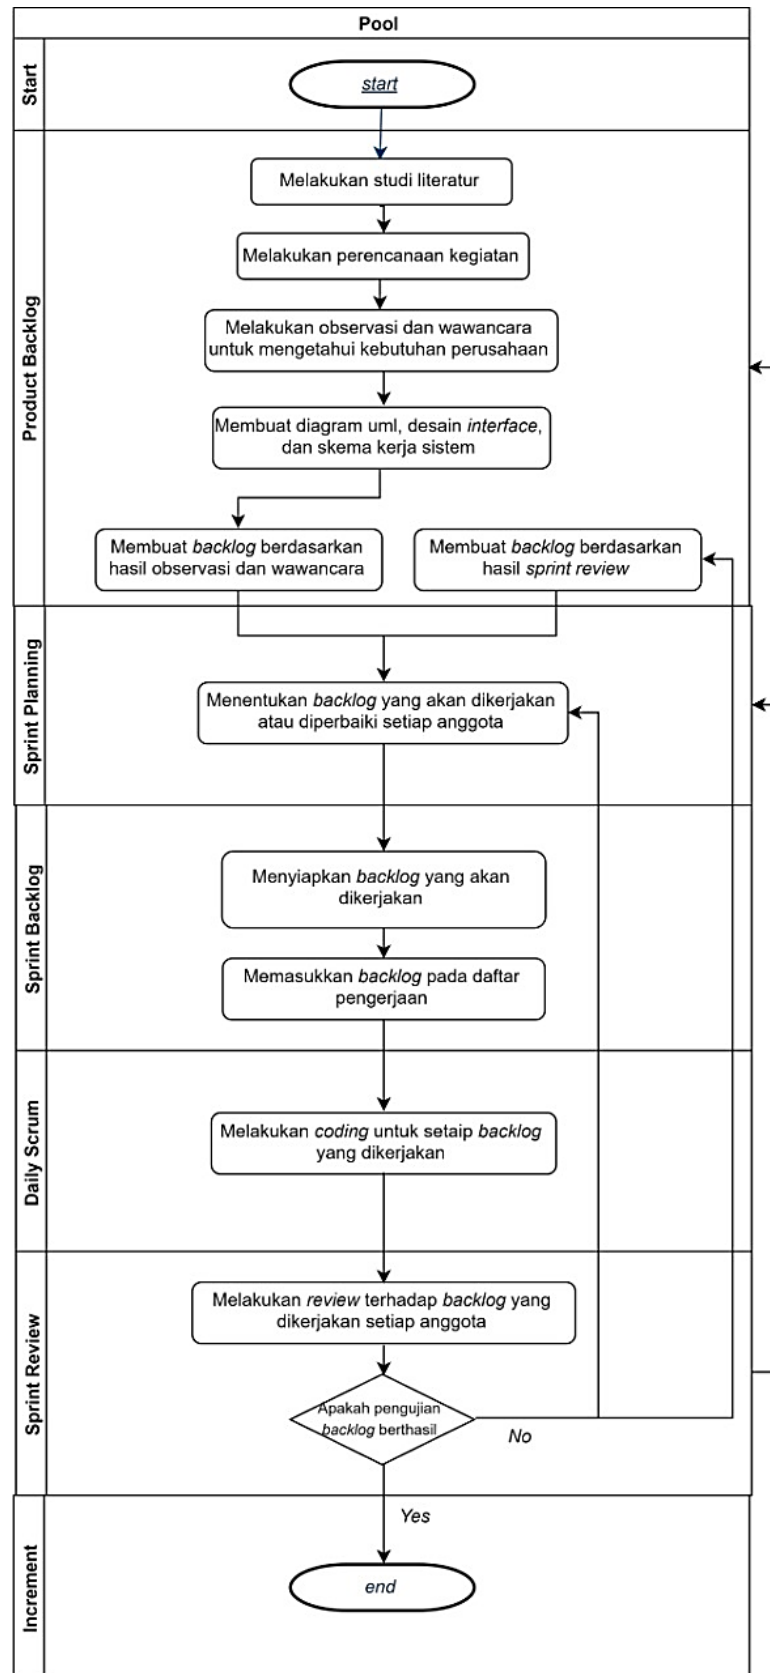 Pool
Start
start
Product Backlog
Melakukan studi literatur
Melakukan perencanaan kegiatan
Melakukan observasi dan wawancara
untuk mengetahui kebutuhan perusahaan
Membuat diagram uml, desain interface,
dan skema kerja sistem
Membuat backlog berdasarkan
hasil observasi dan wawancara
Membuat backlog berdasarkan
hasil sprint review
Sprint Planning
Menentukan backlog yang akan dikerjakan
atau diperbaiki setiap anggota
Sprint Backlog
Menyiapkan backlog yang akan
dikerjakan
Memasukkan backlog pada daftar
pengerjaan
Daily Scrum
Melakukan coding untuk setaip backlog
yang dikerjakan
Sprint Review
Melakukan review terhadap backlog yang
dikerjakan setiap anggota
Apakah pengujian
backlog berthasil
No
Yes
Increment
end